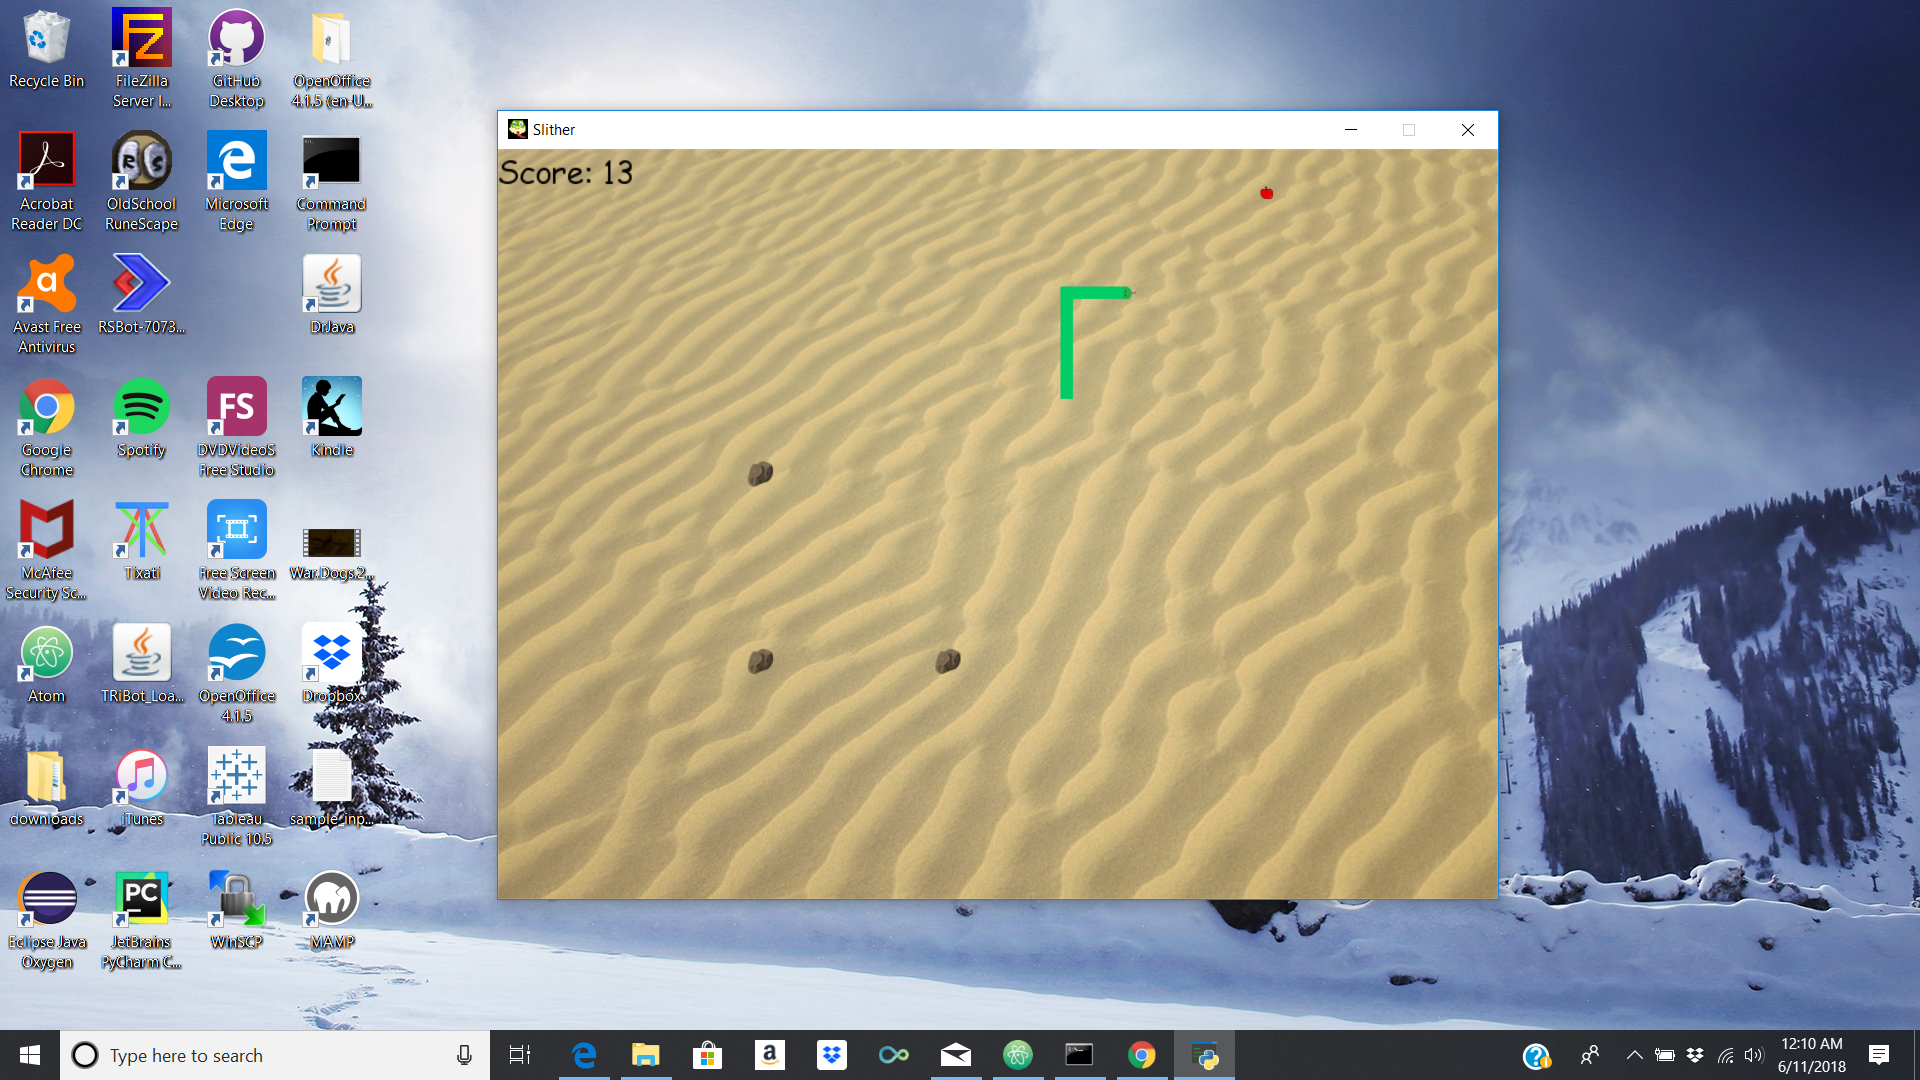 Recycle Bin
FileZilla
Server I...
GitHub
Desktop
OpenOffice
4.1.5 (en-U...
Acrobat
Reader DC
OldSchool
RuneScape
Microsoft
Edge
Command
Prompt
Avast Free
Antivirus
RSBot-7073...
DrJava
Google
Chrome
Spotify
FS
DVDVideoS
Free Studio
Kindle
McAfee
Security Sc...
Tixati
Free Screen
Video Rec...
War.Dogs.2...
Atom
TRiBot_Loa...
OpenOffice
4.1.5
Dropbox
downloads
iTunes
Tableau
Public 10.5
sample_inp...
Eclipse Java
Oxygen
PC
JetBrains
PyCharm C...
WinSCP
MAMP
Slither
Score: 13
Type here to search
12:10 AM
6/11/2018